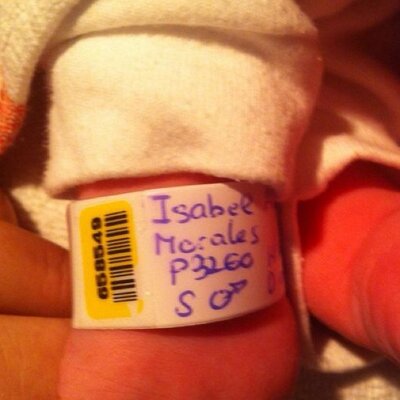 658549
Isabel
Morales
P3260
S ♂